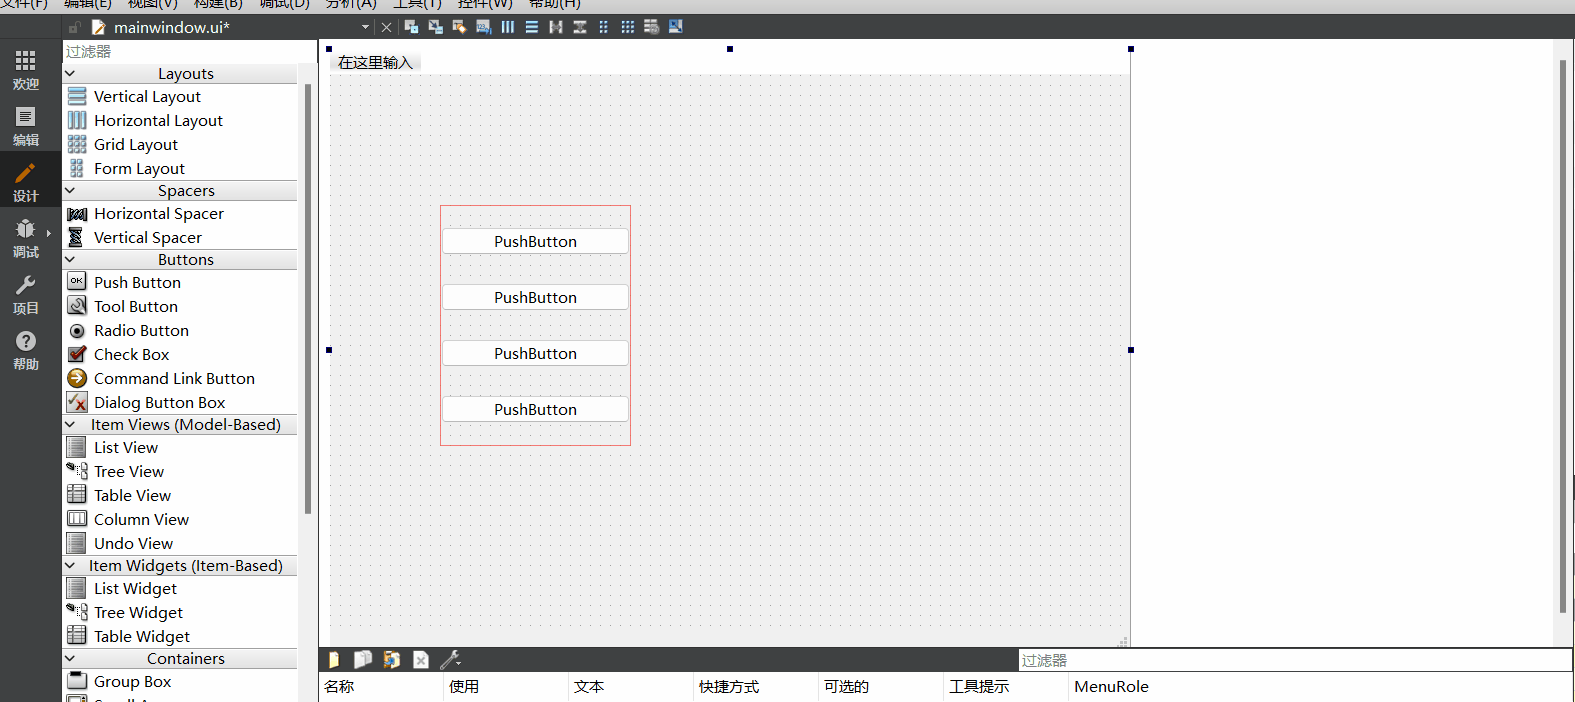 文件(F) 编辑(E) 视图(V) 构建(B) 调试(D) 分析(A) 工具(T) 控件(W) 帮助(H)
mainwindow.ui*
过滤器
欢迎
编辑
设计
调试
项目
帮助
Layouts
Vertical Layout
Horizontal Layout
Grid Layout
Form Layout
Spacers
Horizontal Spacer
Vertical Spacer
Buttons
OK
Push Button
Tool Button
Radio Button
Check Box
Command Link Button
Dialog Button Box
Item Views (Model-Based)
List View
Tree View
Table View
Column View
Undo View
Item Widgets (Item-Based)
List Widget
Tree Widget
Table Widget
Containers
Group Box
在这里输入
PushButton
PushButton
PushButton
PushButton
过滤器
名称 使用 文本 快捷方式 可选的 工具提示 MenuRole